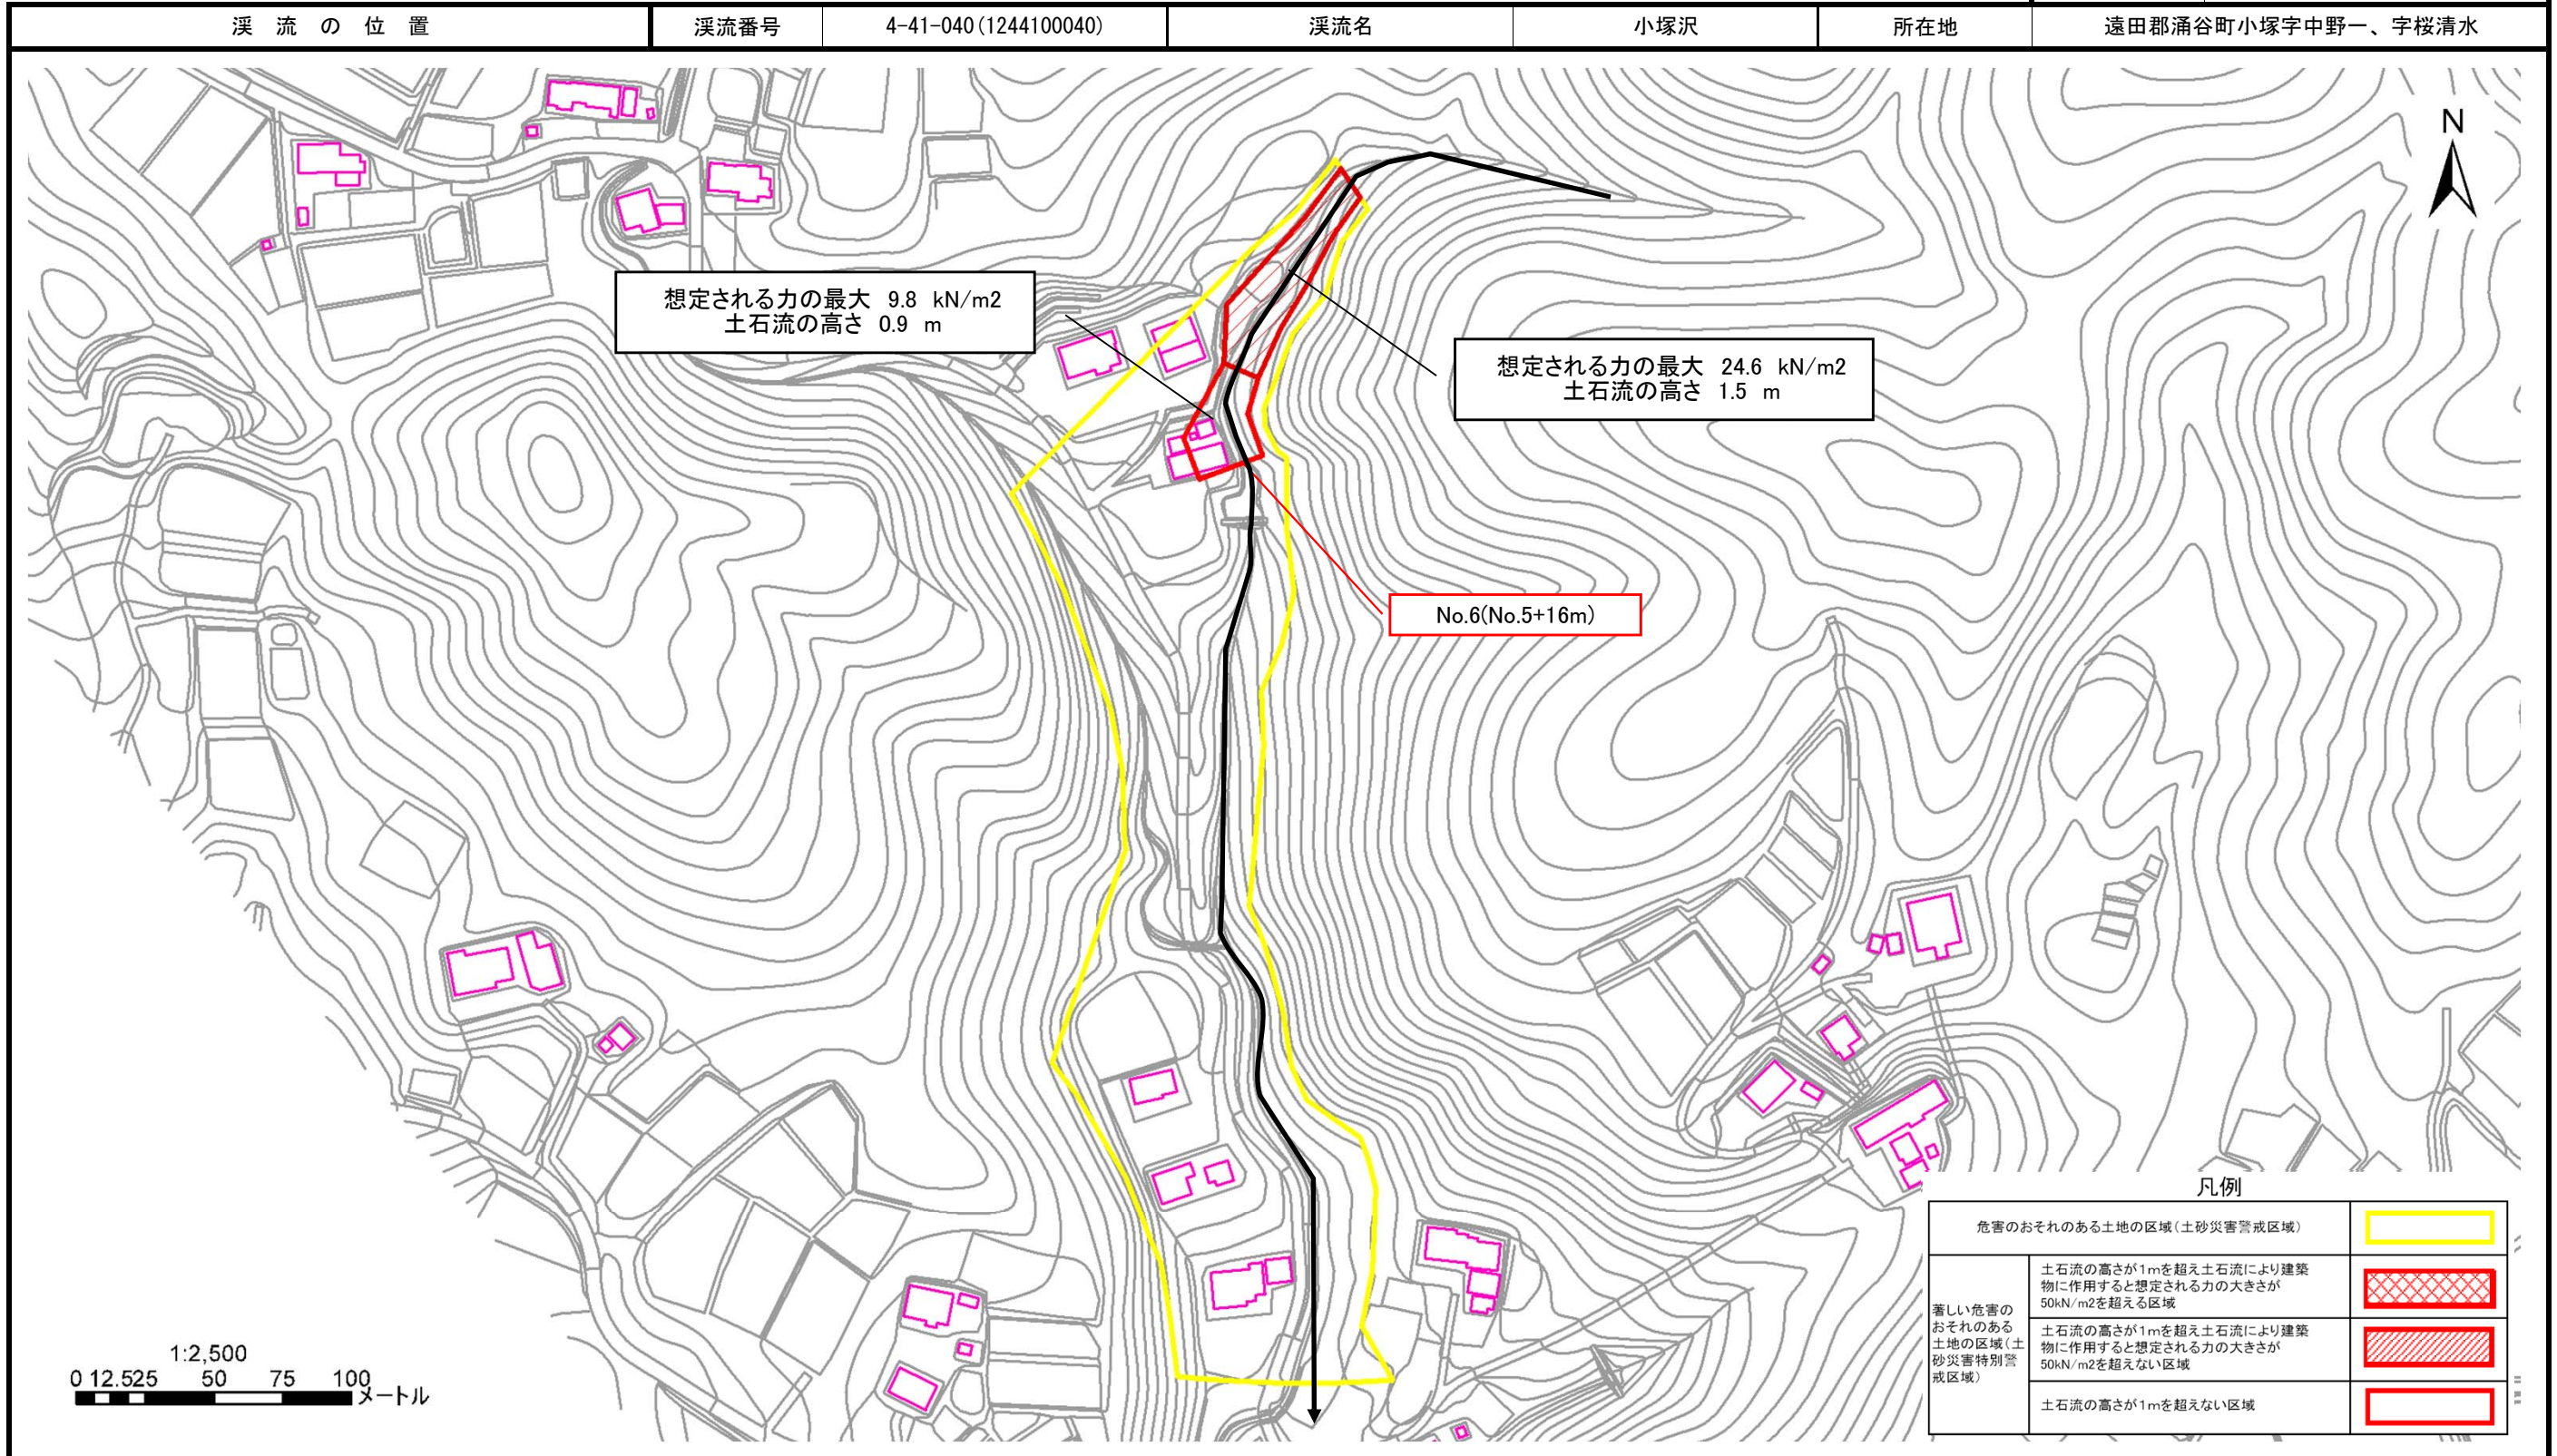 渓流の位置
渓流番号
4-41-040(1244100040)
渓流名
小塚沢
所在地
遠田郡涌谷町小塚字中野一、字桜清水
N
想定される力の最大 9.8 kN/m2
土石流の高さ 0.9 m
想定される力の最大 24.6 kN/m2
土石流の高さ 1.5 m
No.6(No.5+16m)
1:2,500
0 12.525 50 75 100
メートル
凡例
危害のおそれのある土地の区域(土砂災害警戒区域)
著しい危害の
おそれのある
土地の区域(土
砂災害特別警
戒区域)
土石流の高さが1mを超え土石流により建築
物に作用すると想定される力の大きさが
50kN/m2を超える区域
土石流の高さが1mを超え土石流により建築
物に作用すると想定される力の大きさが
50kN/m2を超えない区域
土石流の高さが1mを超えない区域